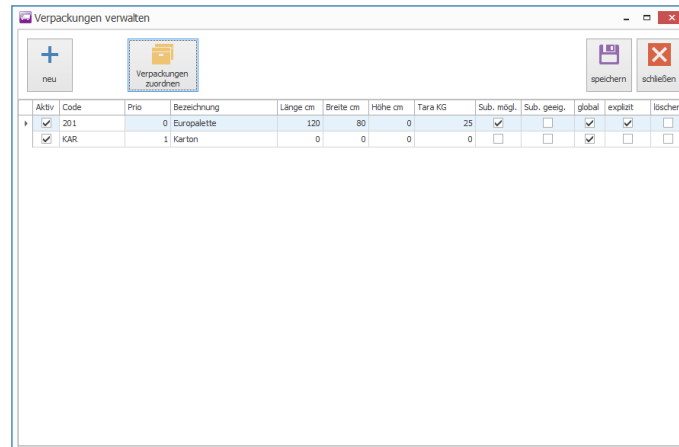 Verpackungen verwalten
neu
Verpackungen
zuordnen
speichern
schließen
Aktiv Code Prio Bezeichnung Länge cm Breite cm Höhe cm Tara KG Sub. mögl. Sub. geeig. global explizit löschen
201 0 Europalette 120 80 0 25
KAR 1 Karton 0 0 0 0